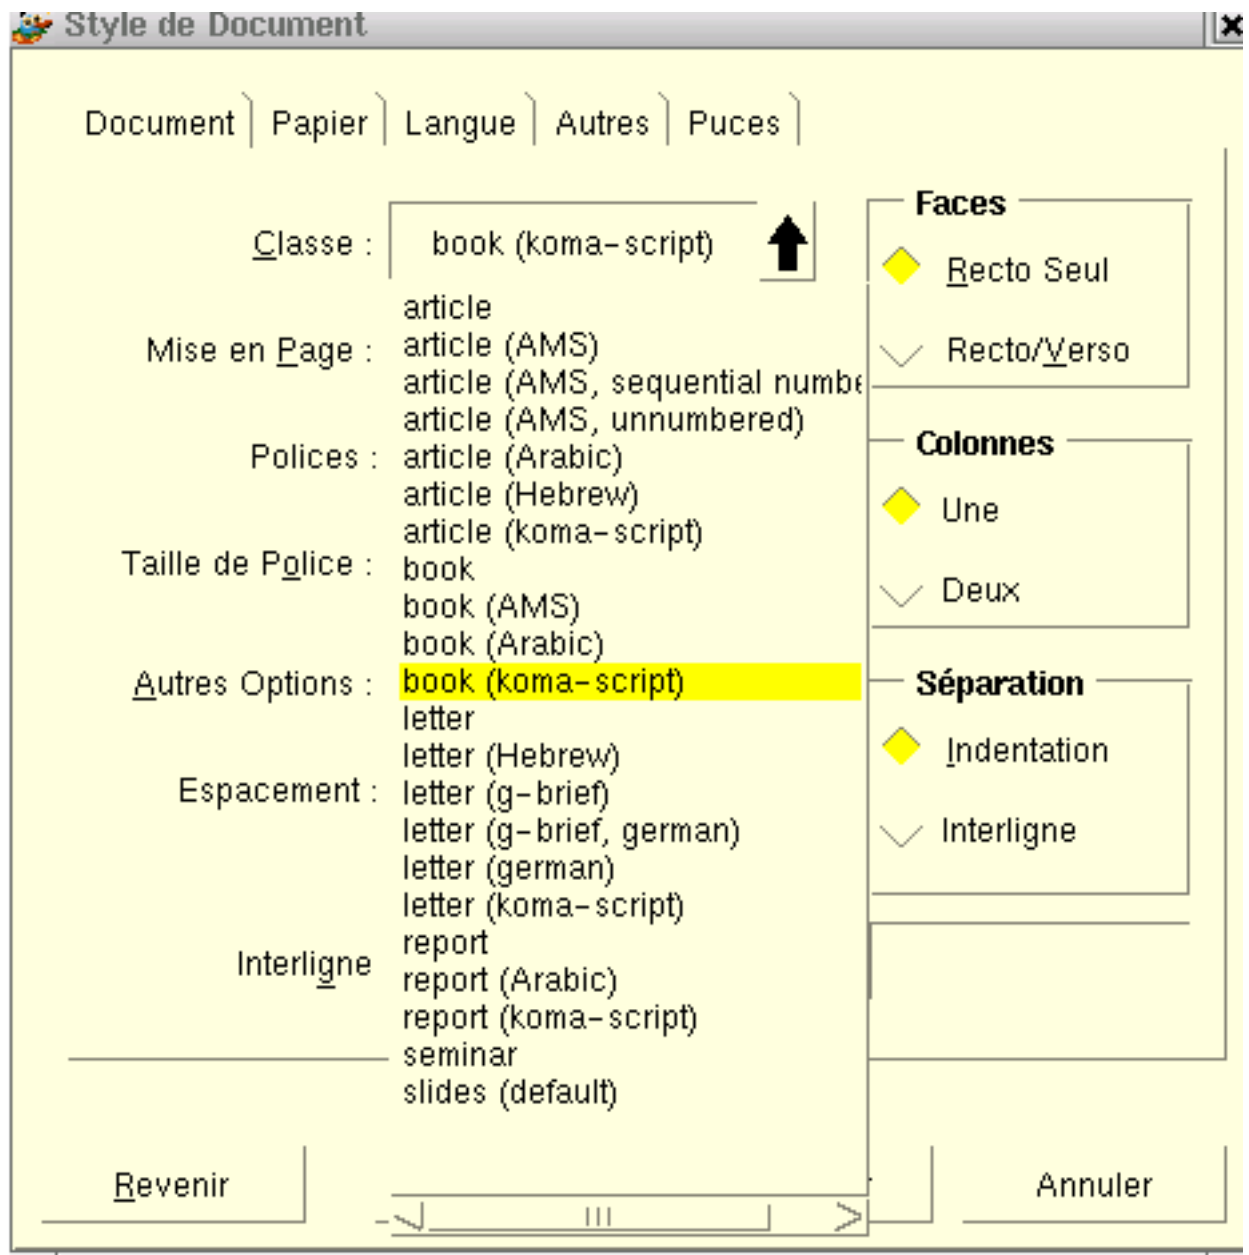 Style de Document
Document Papier Langue Autres Puces
Classe : book (koma-script)
article
article (AMS)
article (AMS, sequential numbe
article (AMS, unnumbered)
article (Arabic)
article (Hebrew)
article (koma-script)
book
book (AMS)
book (Arabic)
book (koma-script)
letter
letter (Hebrew)
letter (g-brief)
letter (g-brief, german)
letter (german)
letter (koma-script)
report
report (Arabic)
report (koma-script)
seminar
slides (default)
Mise en Page :
Polices :
Taille de Police :
Autres Options :
Espacement :
Interligne
Faces
Recto Seul
Recto/Verso
Colonnes
Une
Deux
Séparation
Indentation
Interligne
Revenir
Annuler